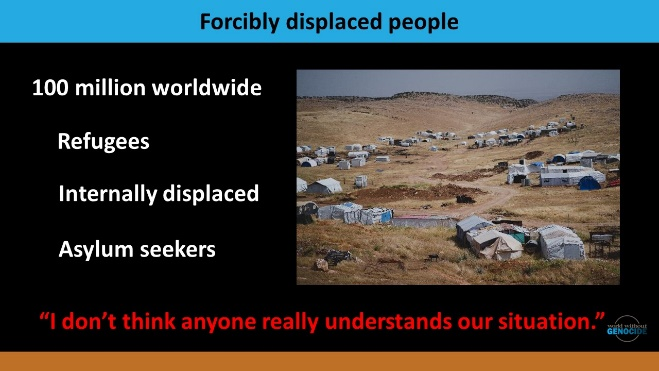 Forcibly displaced people
100 million worldwide
Refugees
Internally displaced
Asylum seekers
“I don’t think anyone really understands our situation.”
world without
GENOCIDE